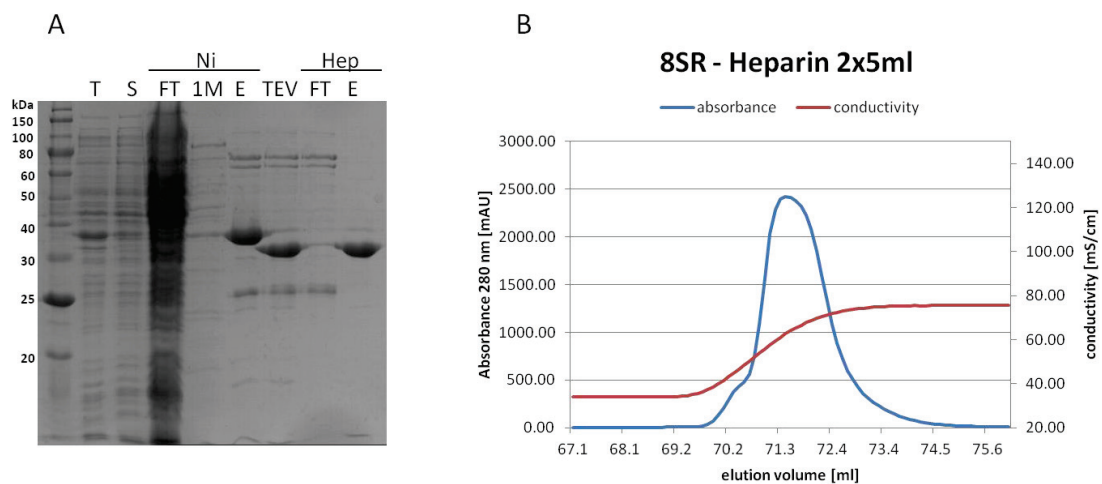 A
Ni Hep
T S FT 1M E TEV FT E
kDa
150
100
80
60
50
40
30
25
20
B
8SR - Heparin 2x5ml
absorbance conductivity
3000.00
2500.00
2000.00
1500.00
1000.00
500.00
0.00
Absorbance 280 nm [mAU]
140.00
120.00
100.00
80.00
60.00
40.00
20.00
conductivity [mS/cm]
67.1 68.1 69.2 70.2 71.3 72.4 73.4 74.5 75.6
elution volume [ml]